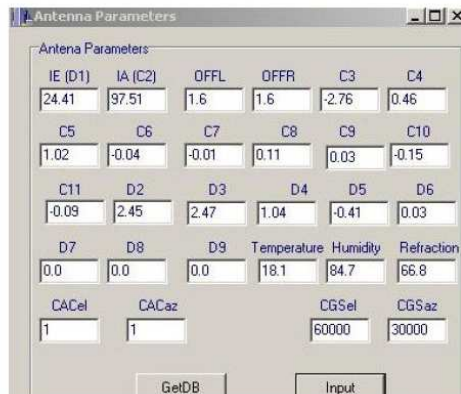 Antenna Parameters
Antena Parameters
IE (D1) IA (C2) OFFL OFFR C3 C4
24.41 97.51 1.6 1.6 -2.76 0.46
C5 C6 C7 C8 C9 C10
1.02 -0.04 -0.01 0.11 0.03 -0.15
C11 D2 D3 D4 D5 D6
-0.09 2.45 2.47 1.04 -0.41 0.03
D7 D8 D9 Temperature Humidity Refraction
0.0 0.0 0.0 18.1 84.7 66.8
CACel CACaz CGSel CGSaz
1 1 60000 30000
GetDB Input